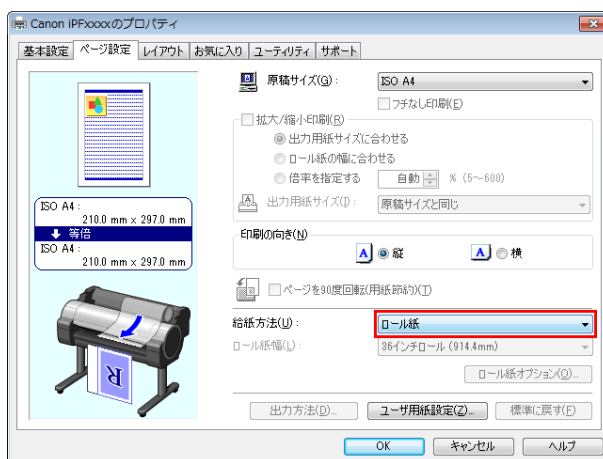 Canon iPFxxxxのプロパティ
基本設定 ページ設定 レイアウト お気に入り ユーティリティ サポート
原稿サイズ(G): ISO A4
フチなし印刷(E)
拡大/縮小印刷(R)
出力用紙サイズに合わせる
ロール紙の幅に合わせる
倍率を指定する 自動 % (5～600)
出力用紙サイズ(I): 原稿サイズと同じ
ISO A4 :
210.0 mm x 297.0 mm
等倍
ISO A4 :
210.0 mm x 297.0 mm
印刷の向き(N)
A 縦 A 横
ページを90度回転(用紙節約)(T)
給紙方法(U): ロール紙
ロール紙幅(L): 36インチロール (914.4mm)
ロール紙オプション(O)...
R
出力方法(D)... ユーザ用紙設定(Z)... 標準に戻す(F)
OK キャンセル ヘルプ